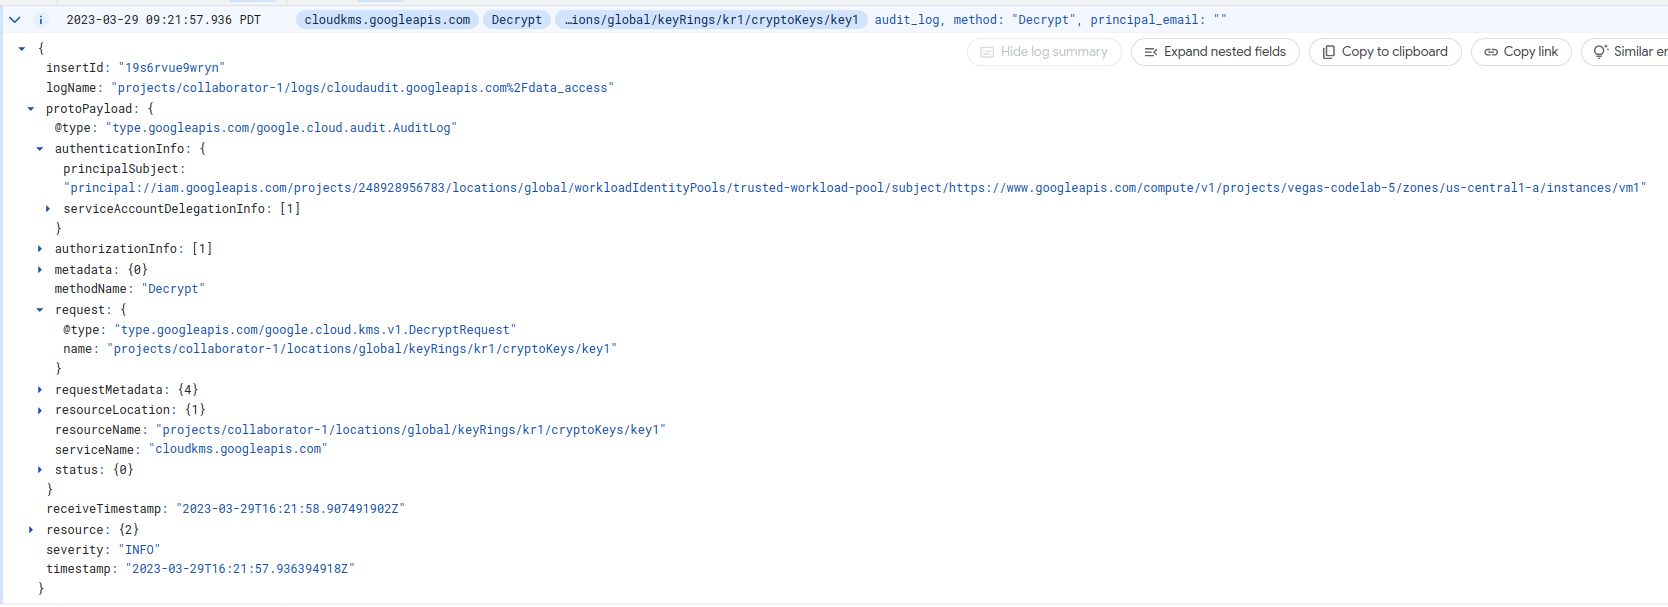 2023-03-29 09:21:57.936 PDT cloudkms.googleapis.com Decrypt …ions/global/keyRings/kr1/cryptoKeys/key1 audit_log, method: "Decrypt", principal_email: ""
{
Hide log summary Expand nested fields Copy to clipboard Copy link Similar en
insertId: "19s6rvue9wryn"
logName: "projects/collaborator-1/logs/cloudaudit.googleapis.com%2Fdata_access"
protoPayload: {
@type: "type.googleapis.com/google.cloud.audit.AuditLog"
authenticationInfo: {
principalSubject:
"principal://iam.googleapis.com/projects/248928956783/locations/global/workloadIdentityPools/trusted-workload-pool/subject/https://www.googleapis.com/compute/v1/projects/vegas-codelab-5/zones/us-central1-a/instances/vm1"
serviceAccountDelegationInfo: [1]
}
authorizationInfo: [1]
metadata: {0}
methodName: "Decrypt"
request: {
@type: "type.googleapis.com/google.cloud.kms.v1.DecryptRequest"
name: "projects/collaborator-1/locations/global/keyRings/kr1/cryptoKeys/key1"
}
requestMetadata: {4}
resourceLocation: {1}
resourceName: "projects/collaborator-1/locations/global/keyRings/kr1/cryptoKeys/key1"
serviceName: "cloudkms.googleapis.com"
status: {0}
}
receiveTimestamp: "2023-03-29T16:21:58.907491902Z"
resource: {2}
severity: "INFO"
timestamp: "2023-03-29T16:21:57.936394918Z"
}